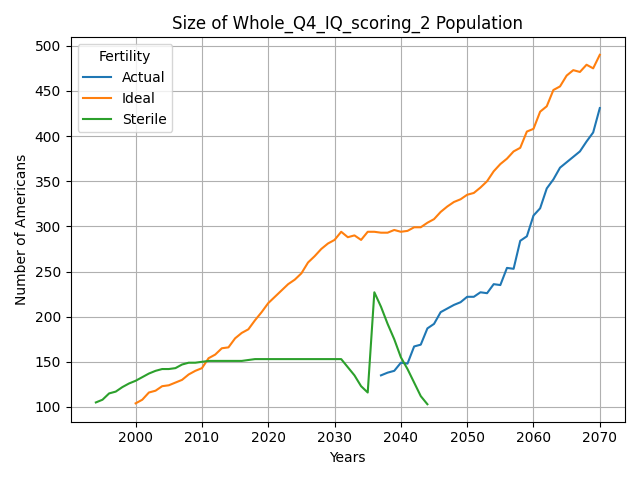 Size of Whole_Q4_IQ_scoring_2 Population
Fertility
Actual
Ideal
Sterile
Number of Americans
500
450
400
350
300
250
200
150
100
2000 2010 2020 2030 2040 2050 2060 2070
Years